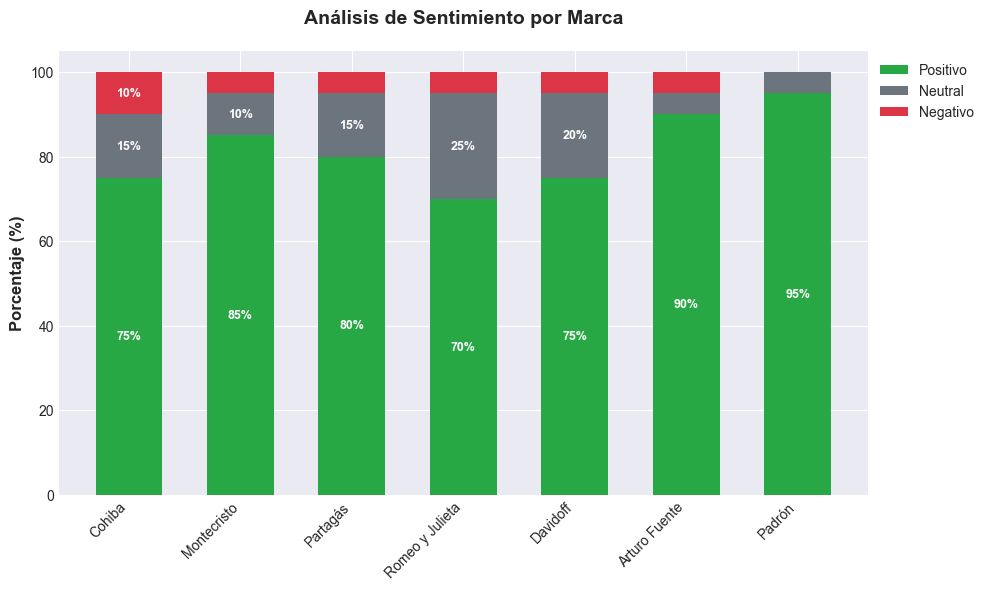 Análisis de Sentimiento por Marca
Positivo
Neutral
Negativo
Porcentaje (%)
100
80
60
40
20
0
10%
15%
75%
10%
85%
15%
80%
25%
70%
20%
75%
90%
95%
Cohiba
Montecristo
Partagás
Romeo y Julieta
Davidoff
Arturo Fuente
Padrón